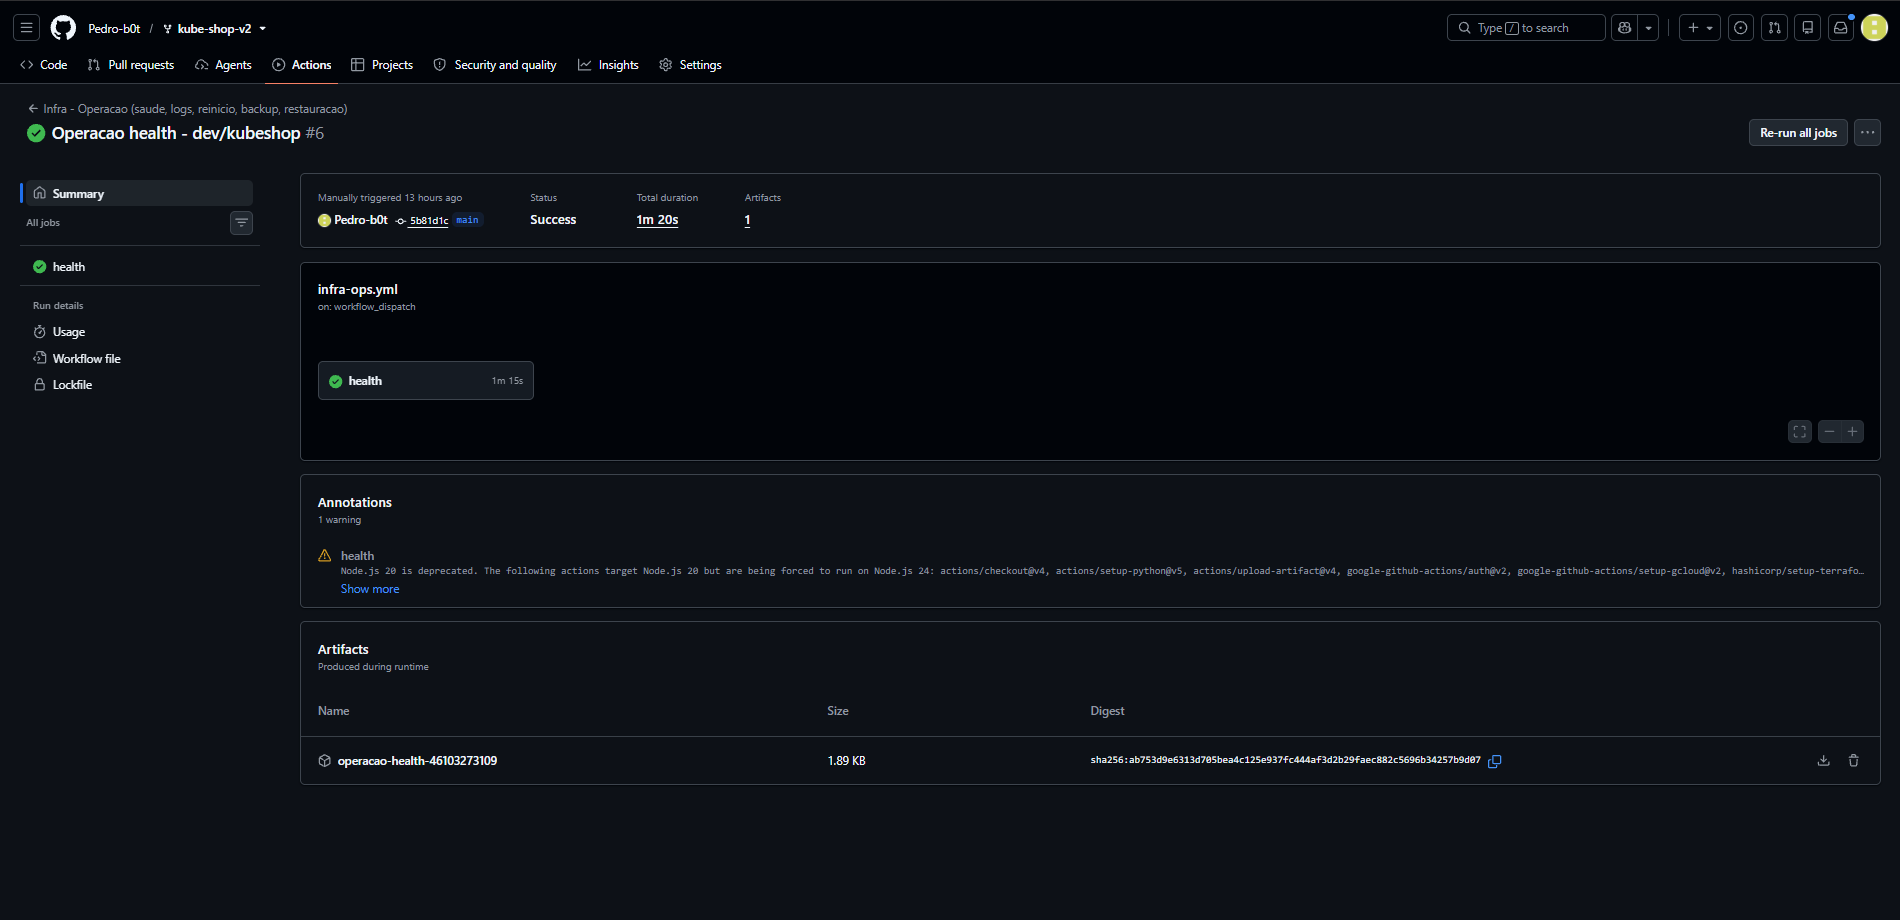 Pedro-b0t / kube-shop-v2
Type / to search
Code Pull requests Agents Actions Projects Security and quality Insights Settings
Infra - Operacao (saude, logs, reinicio, backup, restauracao)
Operacao health - dev/kubeshop #6
Re-run all jobs
Summary
All jobs
health
Run details
Usage
Workflow file
Lockfile
Manually triggered 13 hours ago
Pedro-b0t 5b81d1c main
Status
Success
Total duration
1m 20s
Artifacts
1
infra-ops.yml
on: workflow_dispatch
health 1m 15s
Annotations
1 warning
health
Node.js 20 is deprecated. The following actions target Node.js 20 but are being forced to run on Node.js 24: actions/checkout@v4, actions/setup-python@v5, actions/upload-artifact@v4, google-github-actions/auth@v2, google-github-actions/setup-gcloud@v2, hashicorp/setup-terrafo…
Show more
Artifacts
Produced during runtime
Name Size Digest
operacao-health-46103273109 1.89 KB sha256:ab753d9e6313d705bea4c125e937fc444af3d2b29faec882c5696b34257b9d07